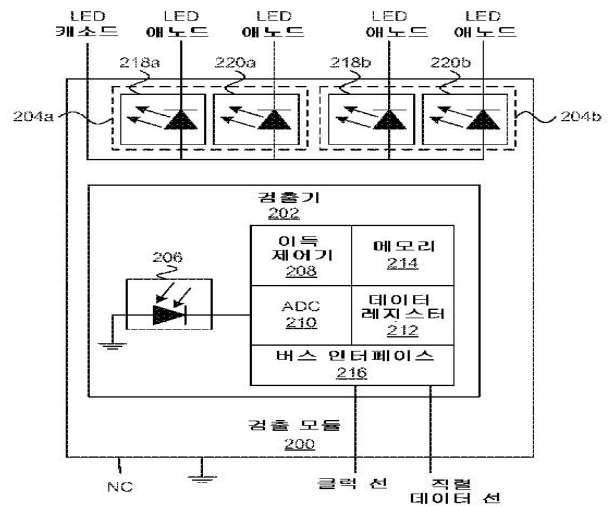 LED 캐소드
LED 애노드
LED 애노드
LED 애노드
LED 애노드
218a
220a
218b
220b
204a
204b
검출기
202
206
이득
제어기
208
메모리
214
ADC
210
데이터
레지스터
212
버스 인터페이스
216
검출 모듈
200
NC
클럭 선
직렬
데이터 선